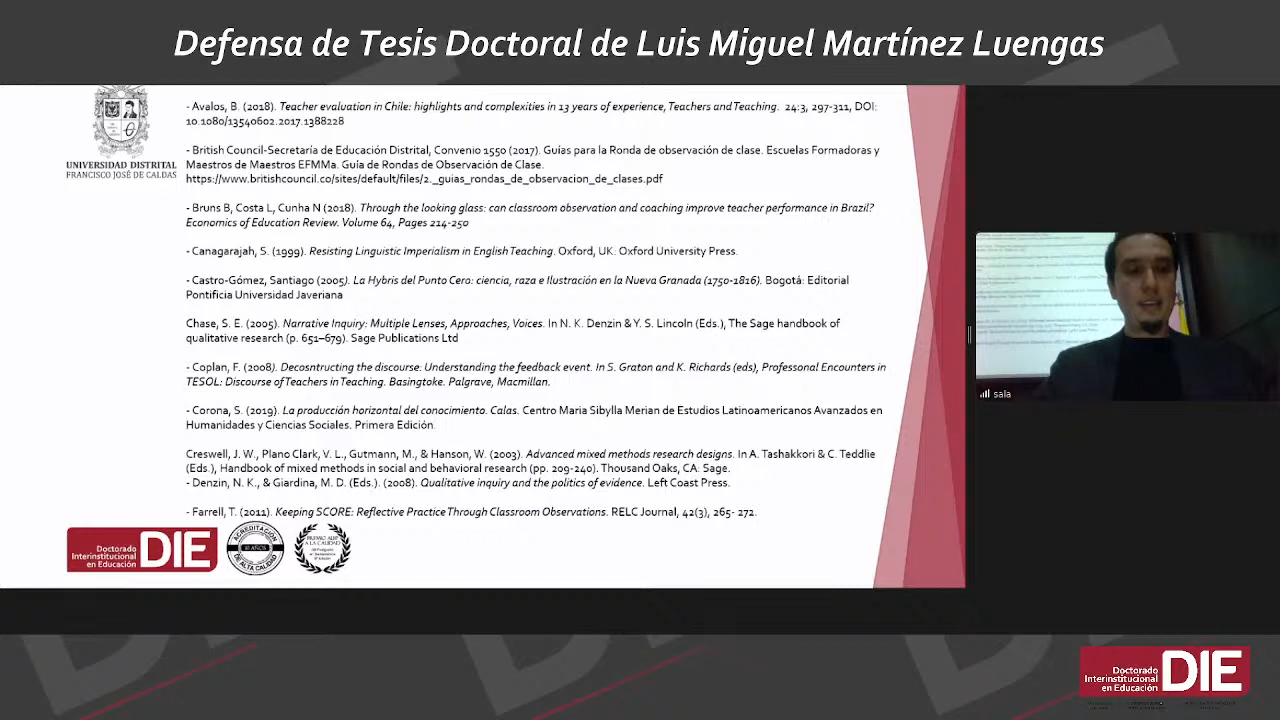 Defensa de Tesis Doctoral de Luis Miguel Martínez Luengas
UNIVERSIDAD DISTRITAL
FRANCISCO JOSÉ DE CALDAS
- Avalos, B. (2018). Teacher evaluation in Chile: highlights and complexities in 13 years of experience, Teachers and Teaching. 24:3, 297-311, DOI:
10.1080/13540602.2017.1388228
- British Council-Secretaría de Educación Distrital, Convenio 1550 (2017). Guías para la Ronda de observación de clase. Escuelas Formadoras y
Maestros de Maestros EFMMa. Guía de Rondas de Observación de Clase.
https://www.britishcouncil.co/sites/default/files/2._guias_rondas_de_observacion_de_clases.pdf
- Bruns B, Costa L, Cunha N (2018). Through the looking glass: can classroom observation and coaching improve teacher performance in Brazil?
Economics of Education Review. Volume 64, Pages 214-250
- Canagarajah, S. (1999). Resisting Linguistic Imperialism in English Teaching. Oxford, UK: Oxford University Press.
- Castro-Gómez, Santiago (2005). La Hybris del Punto Cero: ciencia, raza e Ilustración en la Nueva Granada (1750-1816). Bogotá: Editorial
Pontificia Universidad Javeriana
Chase, S. E. (2005). Narrative Inquiry: Multiple Lenses, Approaches, Voices. In N. K. Denzin & Y. S. Lincoln (Eds.), The Sage handbook of
qualitative research (p. 651–679). Sage Publications Ltd
- Coplan, F. (2008). Decosntructing the discourse: Understanding the feedback event. In S. Graton and K. Richards (eds), Professonal Encounters in
TESOL: Discourse of Teachers in Teaching. Basingtoke. Palgrave, Macmillan.
- Corona, S. (2019). La producción horizontal del conocimiento. Calas. Centro Maria Sibylla Merian de Estudios Latinoamericanos Avanzados en
Humanidades y Ciencias Sociales. Primera Edición.
Creswell, J. W., Plano Clark, V. L., Gutmann, M., & Hanson, W. (2003). Advanced mixed methods research designs. In A. Tashakkori & C. Teddlie
(Eds.), Handbook of mixed methods in social and behavioral research (pp. 209-240). Thousand Oaks, CA: Sage.
- Denzin, N. K., & Giardina, M. D. (Eds.). (2008). Qualitative inquiry and the politics of evidence. Left Coast Press.
- Farrell, T. (2011). Keeping SCORE: Reflective Practice Through Classroom Observations. RELC Journal, 42(3), 265- 272.
Doctorado
Interinstitucional
en Educación
DIE
ACREDITACIÓN
10 AÑOS
DE ALTA CALIDAD
PREMIO AUIP
A LA CALIDAD
sala
Doctorado
Interinstitucional
en Educación
DIE